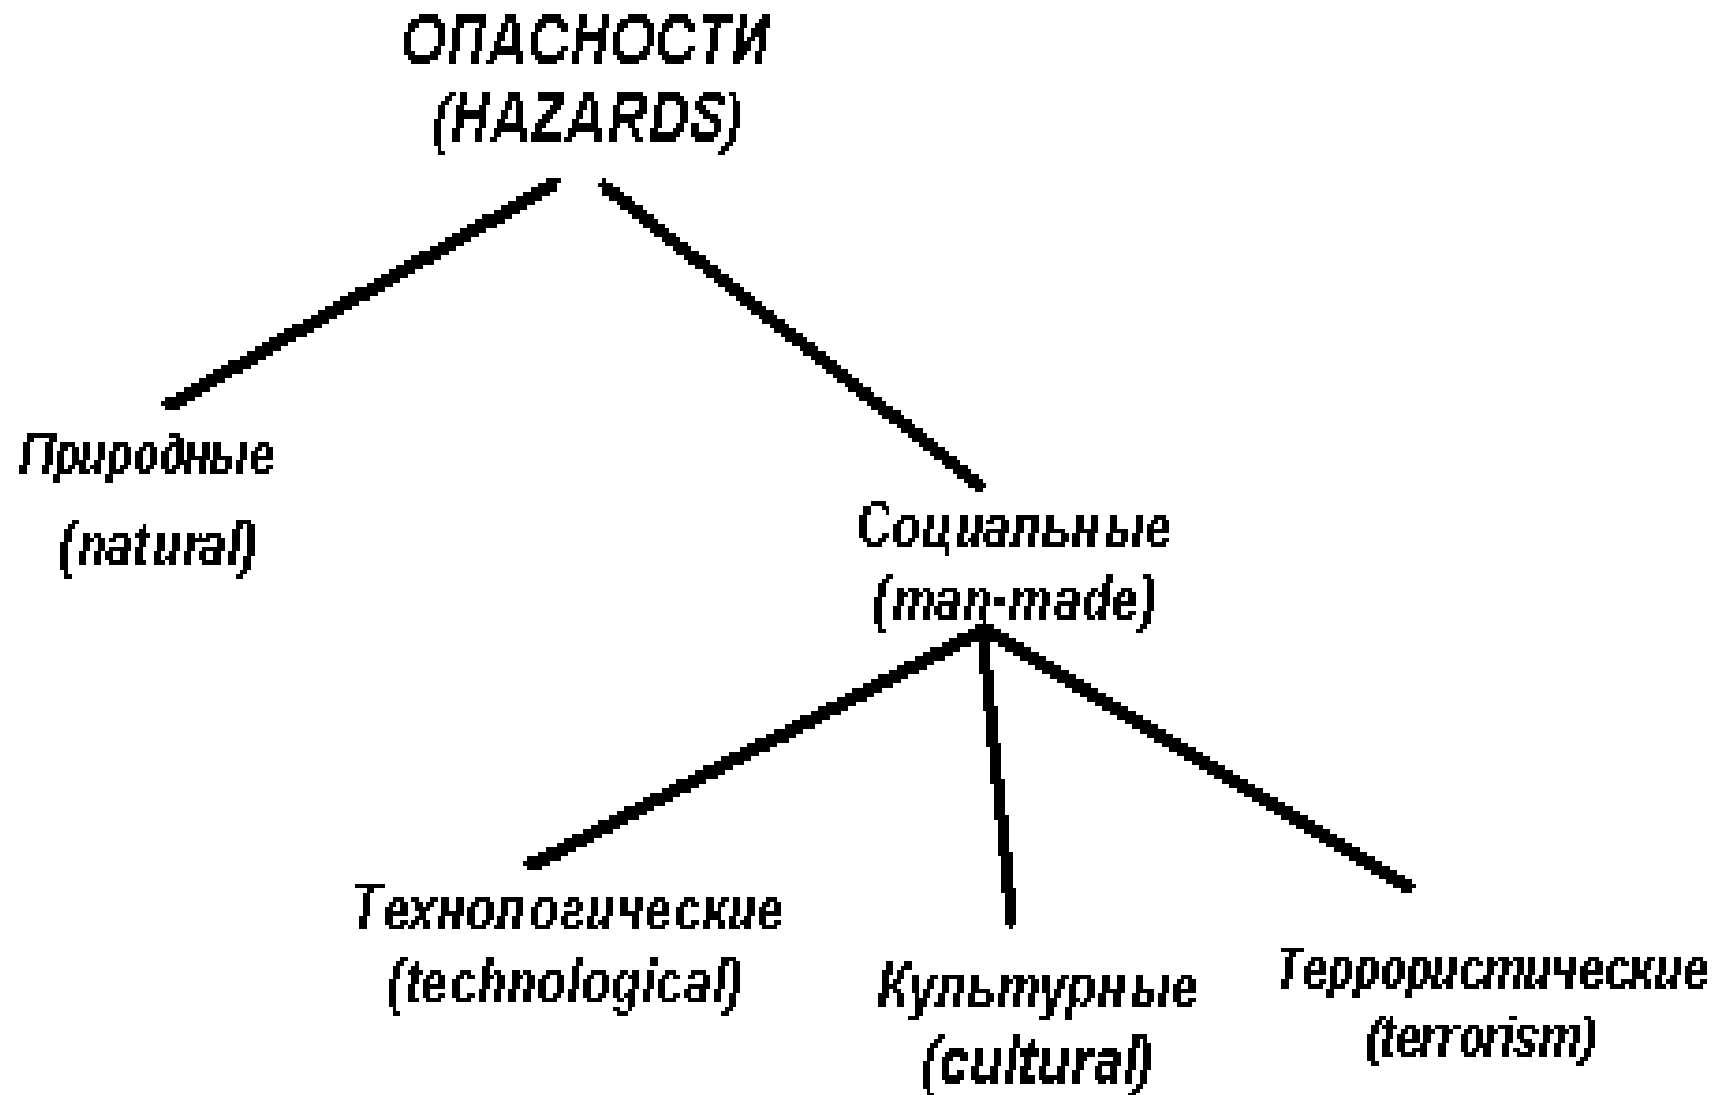 ОПАСНОСТИ
(HAZARDS)
Природные
(natural)
Социальные
(man-made)
Технологические
(technological)
Культурные
(cultural)
Террористические
(terrorism)